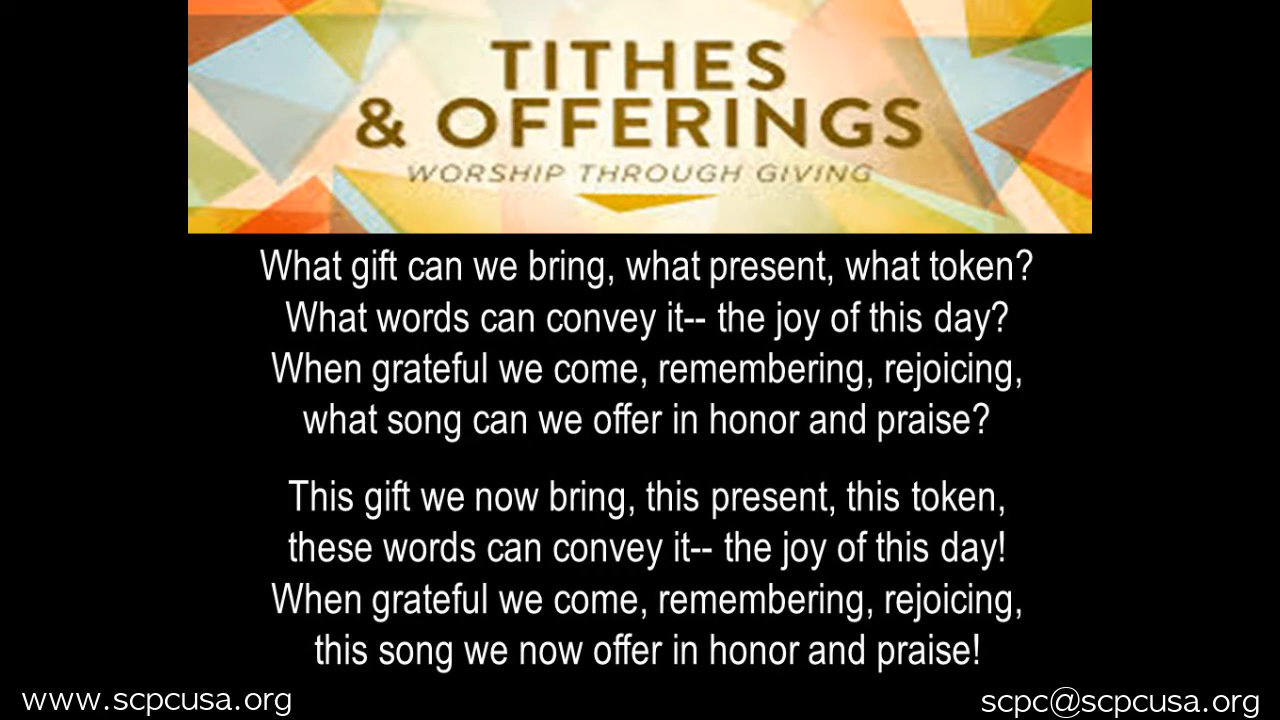 TITHES
& OFFERINGS
WORSHIP THROUGH GIVING
What gift can we bring, what present, what token?
What words can convey it-- the joy of this day?
When grateful we come, remembering, rejoicing,
what song can we offer in honor and praise?
This gift we now bring, this present, this token,
these words can convey it-- the joy of this day!
When grateful we come, remembering, rejoicing,
this song we now offer in honor and praise!
www.scpcusa.org
scpc@scpcusa.org